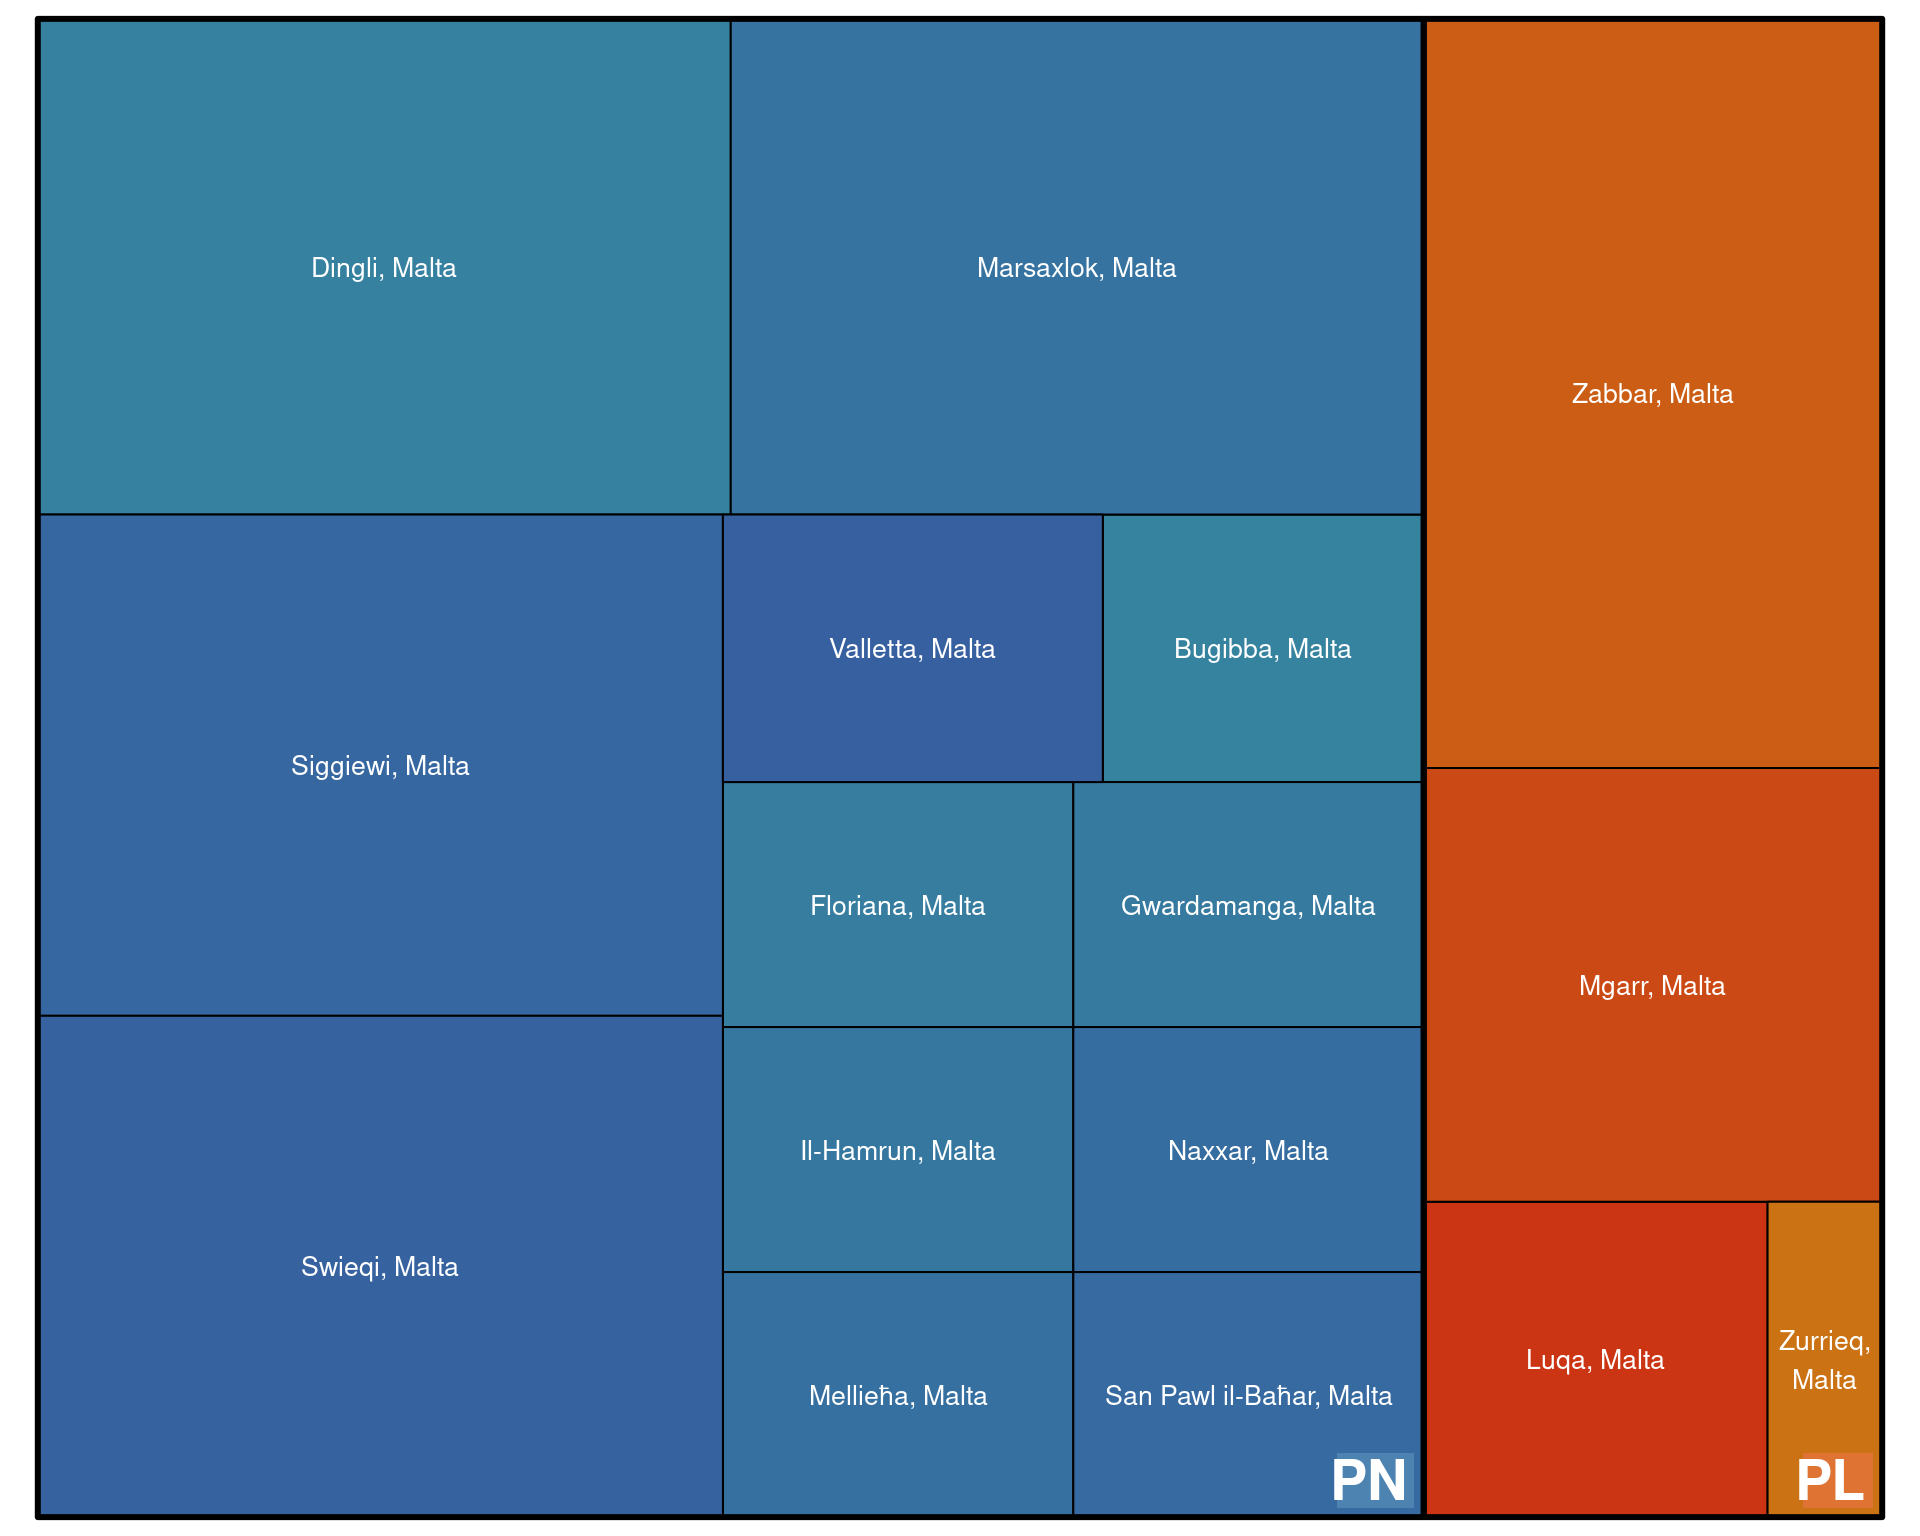 Dingli, Malta
Marsaxlok, Malta
Zabbar, Malta
Valletta, Malta
Bugibba, Malta
Siggiewi, Malta
Floriana, Malta
Gwardamanga, Malta
Mgarr, Malta
Il-Hamrun, Malta
Naxxar, Malta
Swieqi, Malta
Luqa, Malta
Zurrieq,
Malta
Mellieħa, Malta
San Pawl il-Baħar, Malta
PN
PL